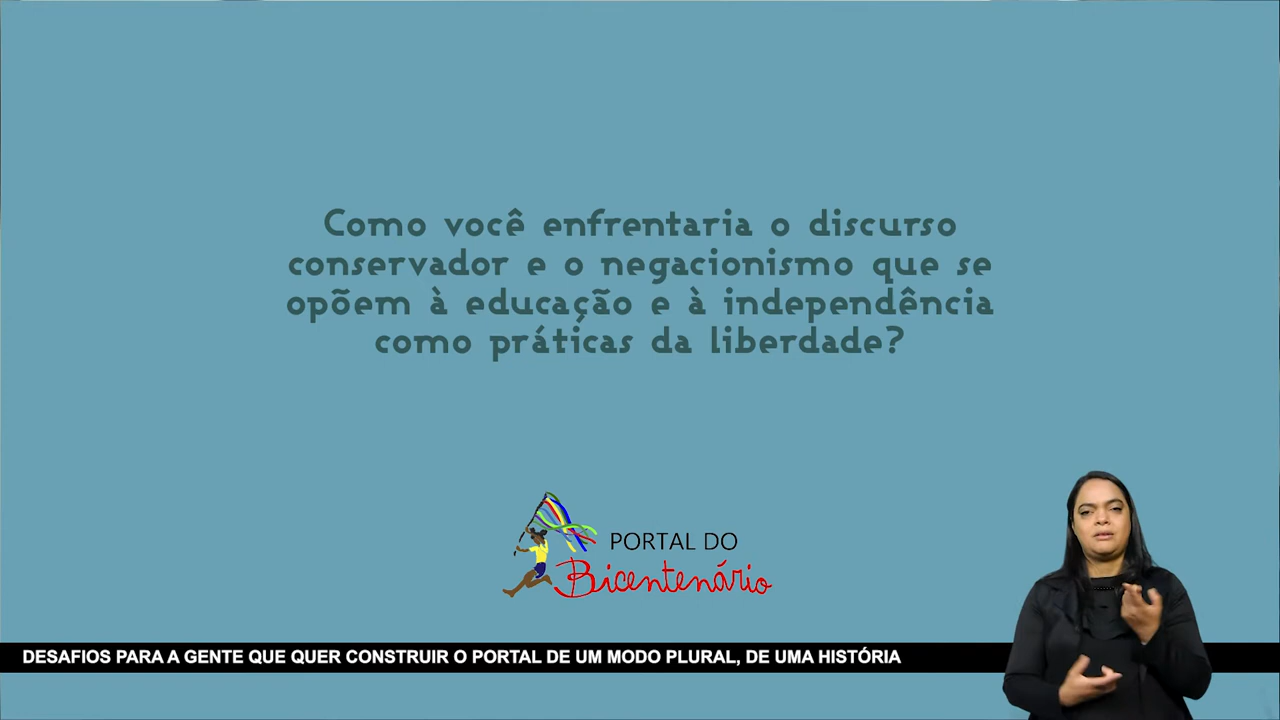 Como você enfrentaria o discurso
conservador e o negacionismo que se
opõem à educação e à independência
como práticas da liberdade?
PORTAL DO
Bicentenário
DESAFIOS PARA A GENTE QUE QUER CONSTRUIR O PORTAL DE UM MODO PLURAL, DE UMA HISTÓRIA